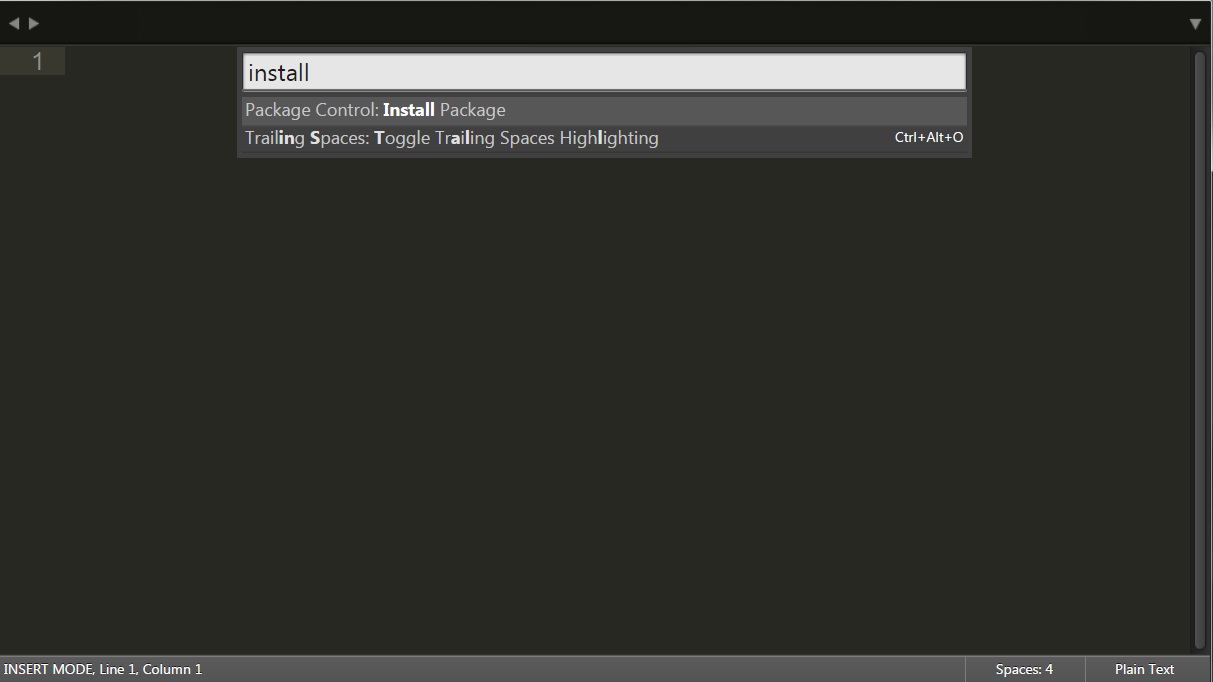 1
install
Package Control: Install Package
Trailing Spaces: Toggle Trailing Spaces Highlighting Ctrl+Alt+O
INSERT MODE, Line 1, Column 1 Spaces: 4 Plain Text